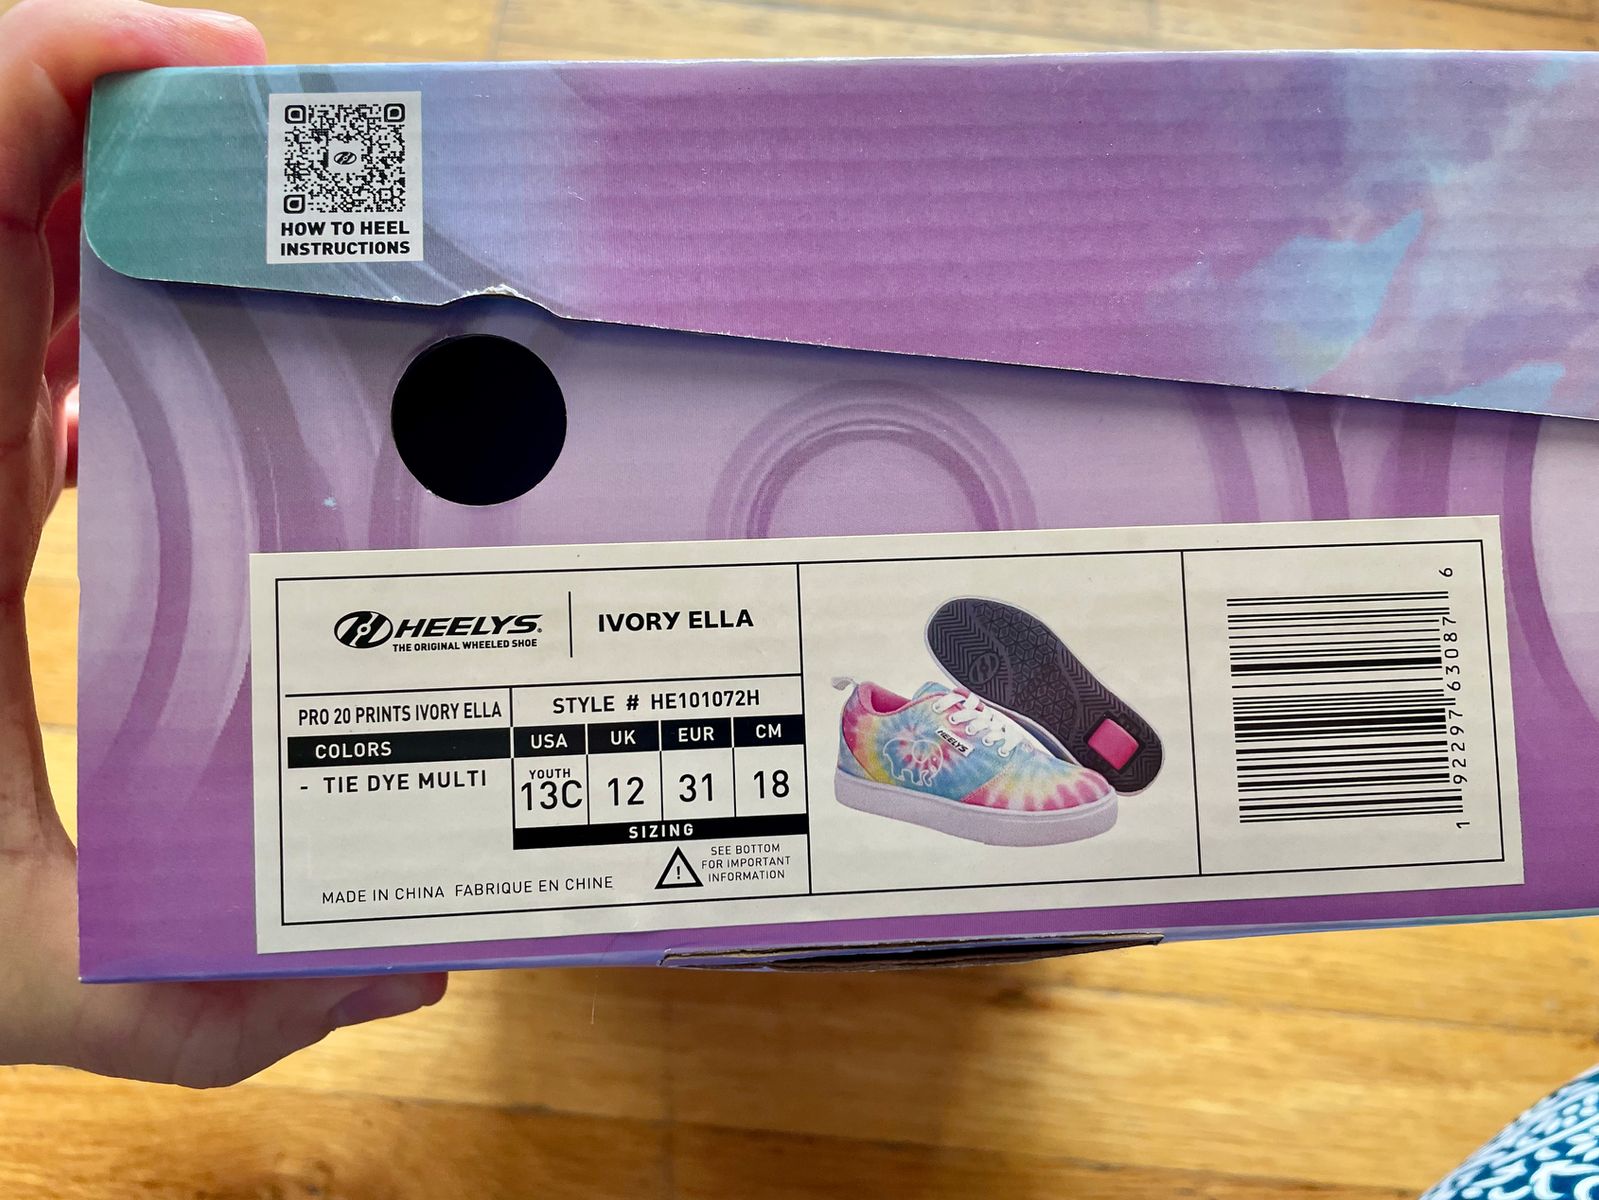 HOW TO HEEL
INSTRUCTIONS
HEELYS®
THE ORIGINAL WHEELED SHOE
IVORY ELLA
PRO 20 PRINTS IVORY ELLA
STYLE # HE101072H
COLORS
USA UK EUR CM
- TIE DYE MULTI
YOUTH
13C 12 31 18
SIZING
SEE BOTTOM
FOR IMPORTANT
INFORMATION
!
MADE IN CHINA FABRIQUE EN CHINE
HEELYS
1 92297 63087 6